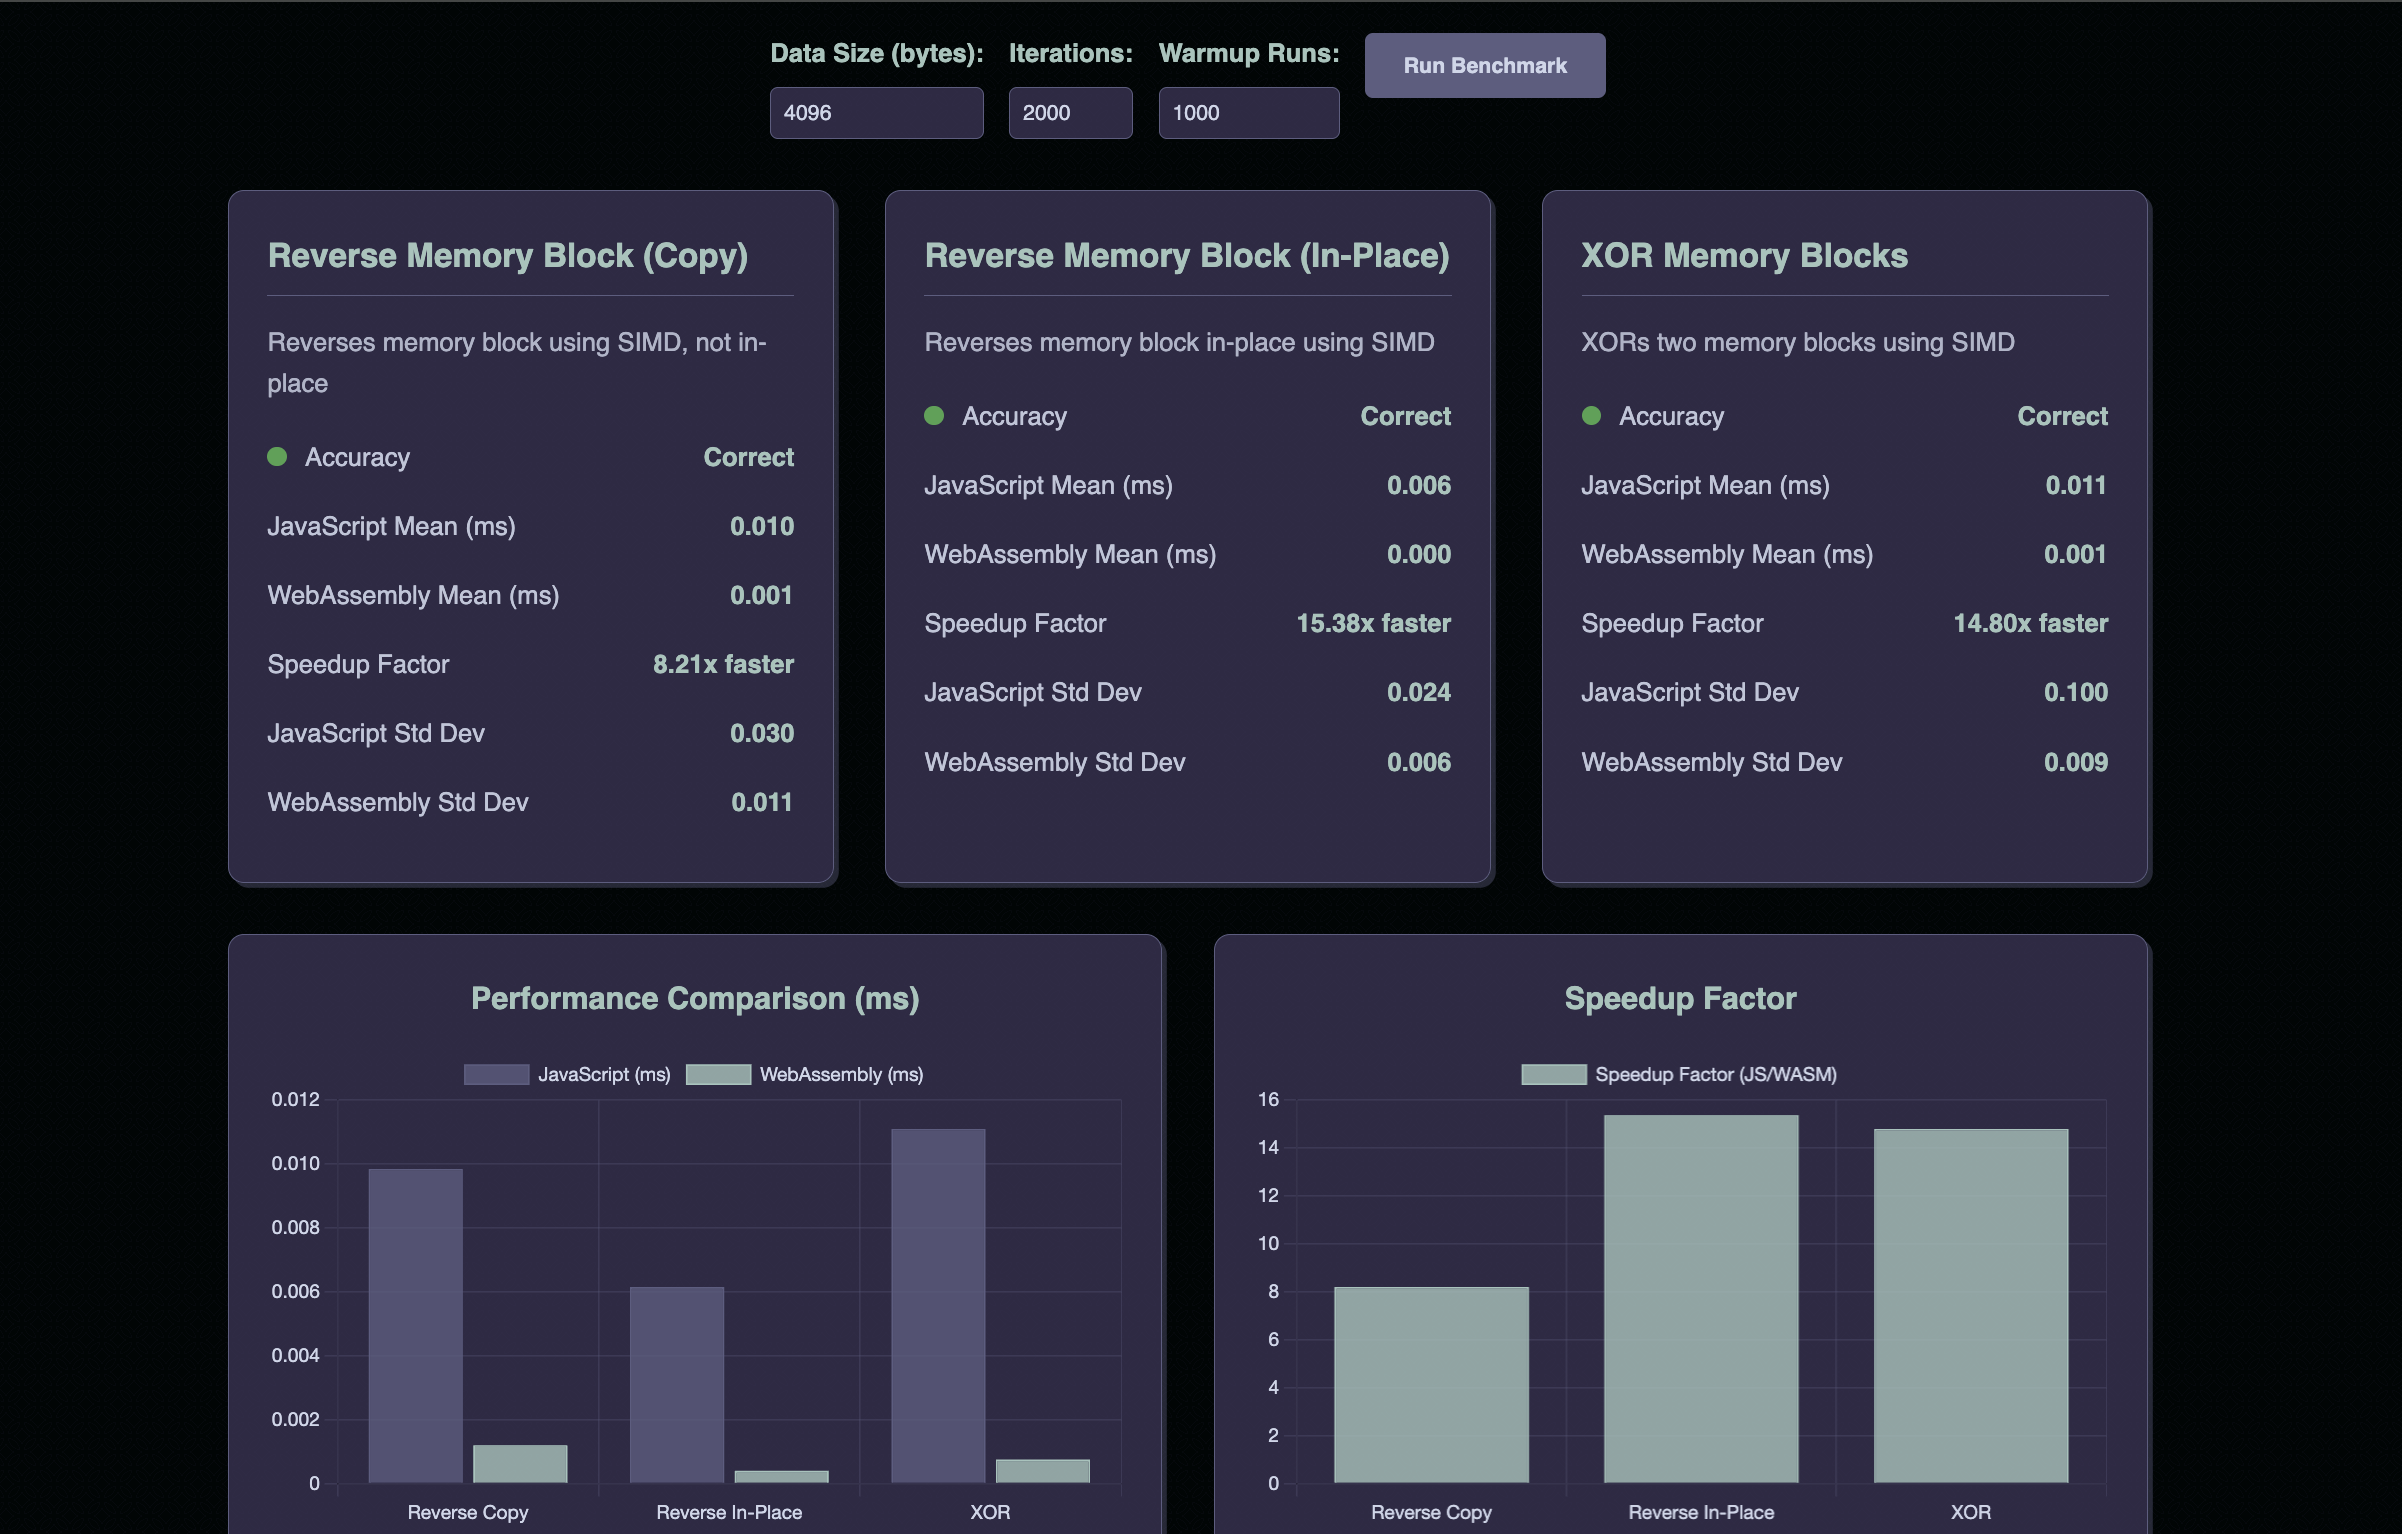 Data Size (bytes):
Iterations:
Warmup Runs:
Run Benchmark
4096
2000
1000
Reverse Memory Block (Copy)
Reverses memory block using SIMD, not in-
place
Accuracy Correct
JavaScript Mean (ms) 0.010
WebAssembly Mean (ms) 0.001
Speedup Factor 8.21x faster
JavaScript Std Dev 0.030
WebAssembly Std Dev 0.011
Reverse Memory Block (In-Place)
Reverses memory block in-place using SIMD
Accuracy Correct
JavaScript Mean (ms) 0.006
WebAssembly Mean (ms) 0.000
Speedup Factor 15.38x faster
JavaScript Std Dev 0.024
WebAssembly Std Dev 0.006
XOR Memory Blocks
XORs two memory blocks using SIMD
Accuracy Correct
JavaScript Mean (ms) 0.011
WebAssembly Mean (ms) 0.001
Speedup Factor 14.80x faster
JavaScript Std Dev 0.100
WebAssembly Std Dev 0.009
Performance Comparison (ms)
JavaScript (ms) WebAssembly (ms)
0.012
0.010
0.008
0.006
0.004
0.002
0
Reverse Copy Reverse In-Place XOR
Speedup Factor
Speedup Factor (JS/WASM)
16
14
12
10
8
6
4
2
0
Reverse Copy Reverse In-Place XOR